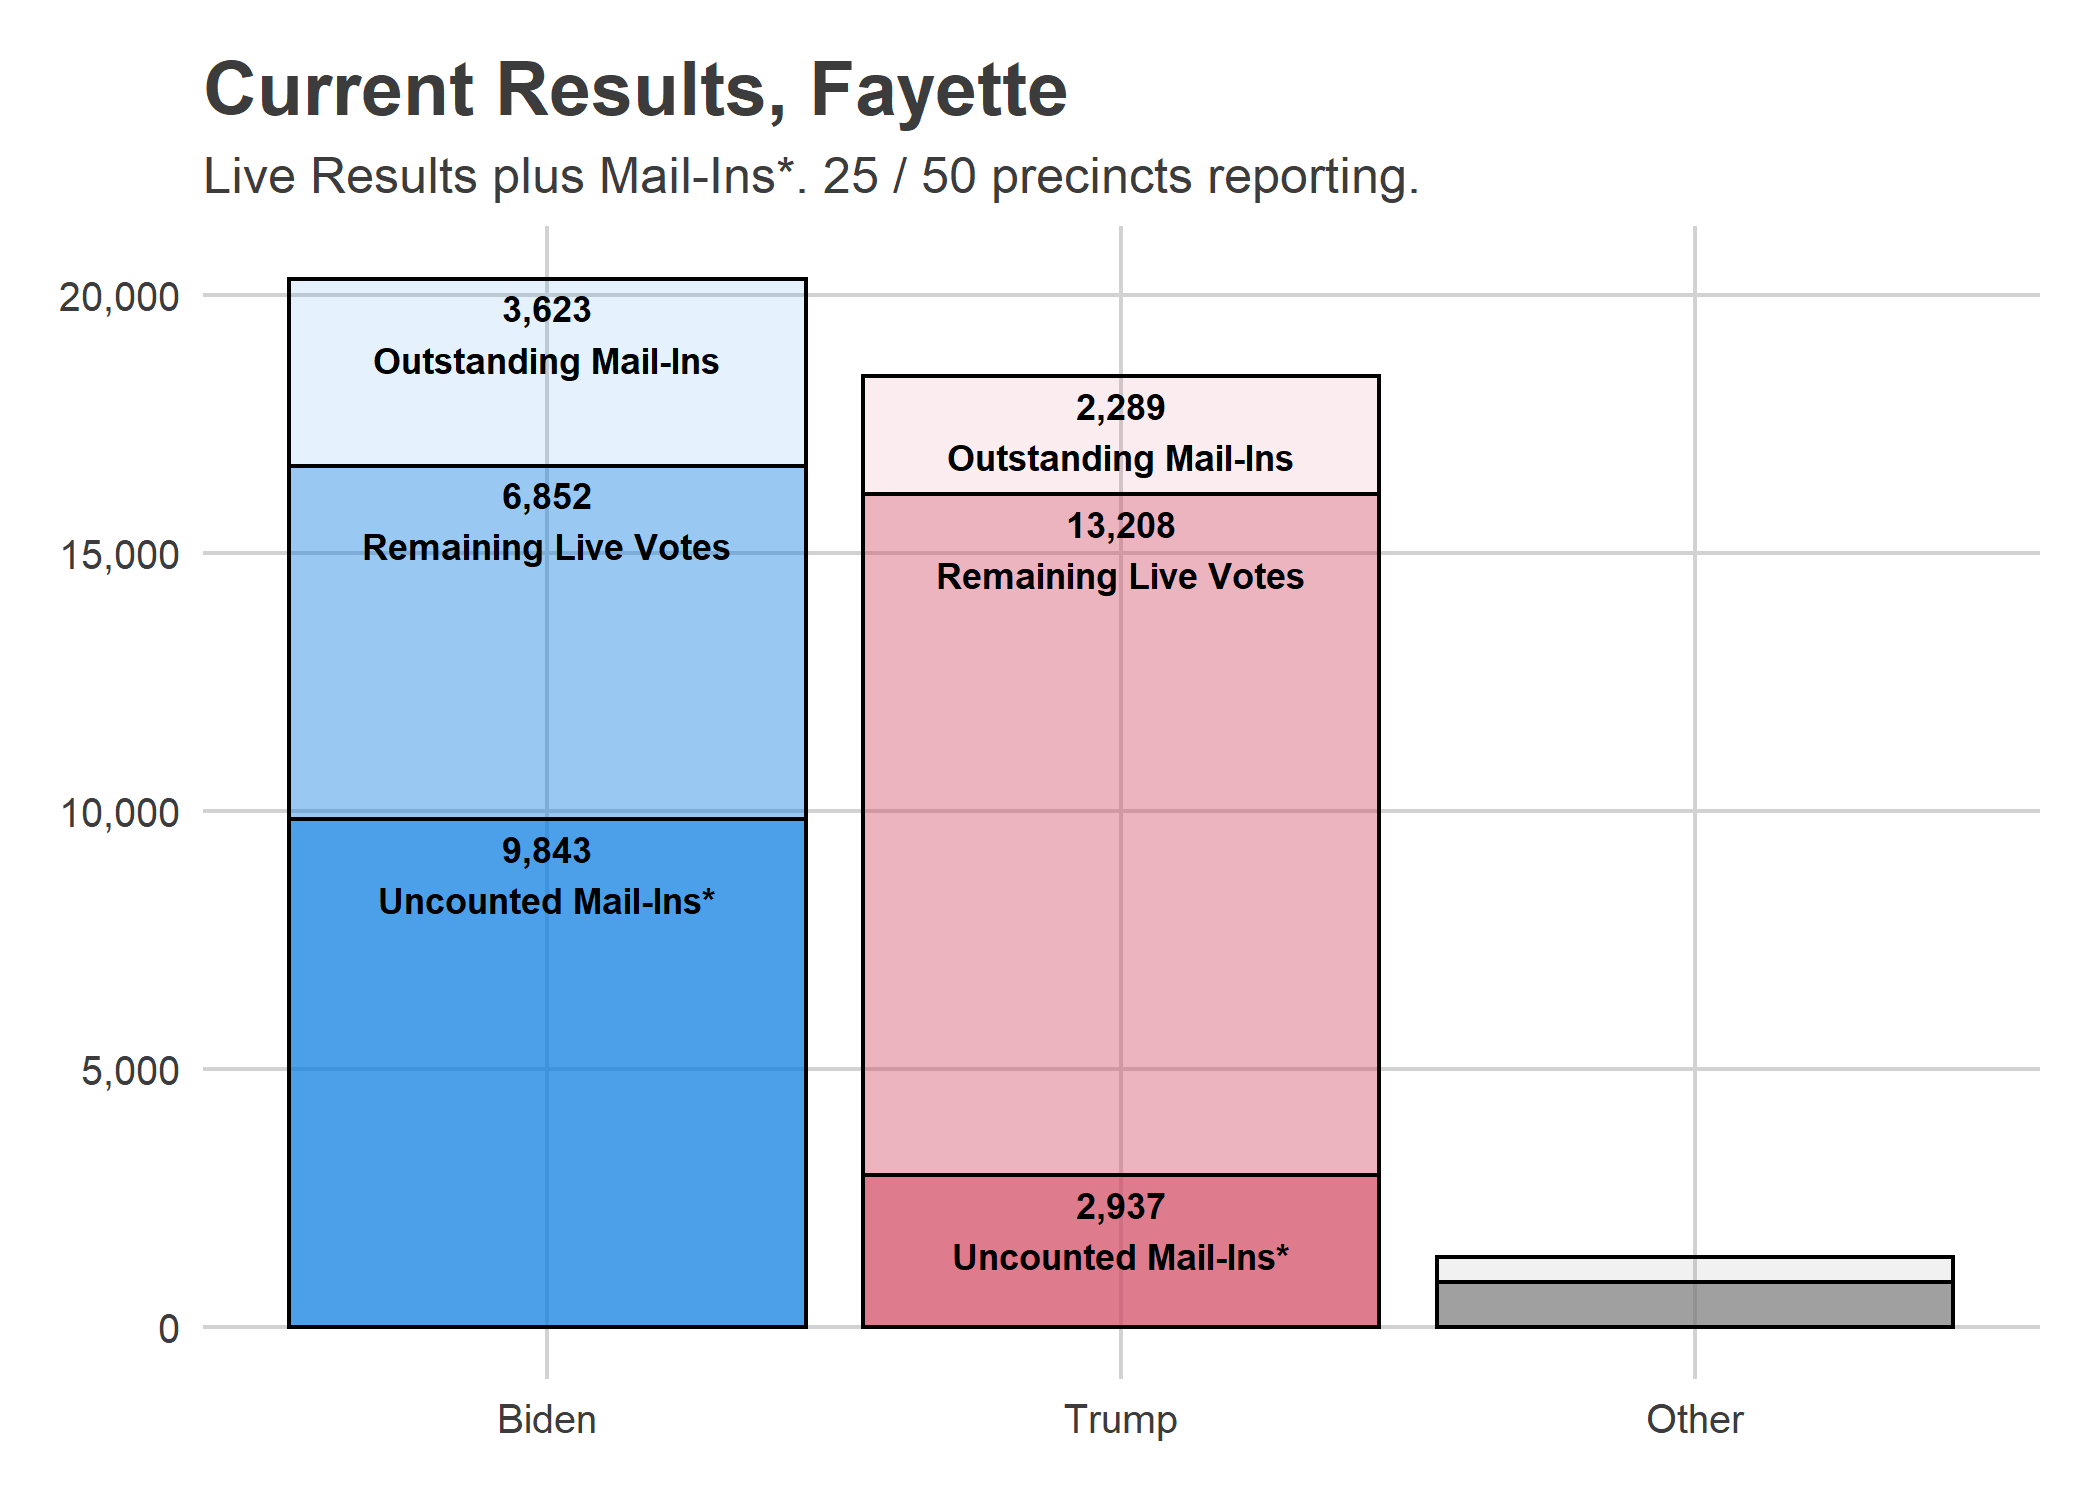 Current Results, Fayette
Live Results plus Mail-Ins*. 25 / 50 precincts reporting.
20,000
15,000
10,000
5,000
0
3,623
Outstanding Mail-Ins
6,852
Remaining Live Votes
9,843
Uncounted Mail-Ins*
2,289
Outstanding Mail-Ins
13,208
Remaining Live Votes
2,937
Uncounted Mail-Ins*
Biden
Trump
Other